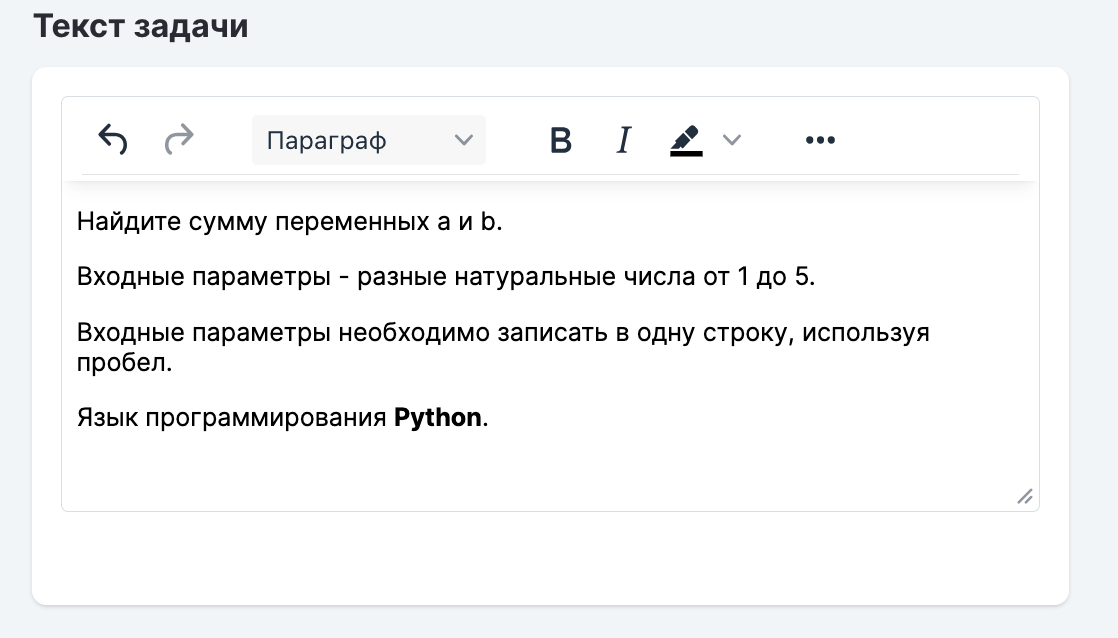 Текст задачи
Параграф
B I
Найдите сумму переменных a и b.
Входные параметры - разные натуральные числа от 1 до 5.
Входные параметры необходимо записать в одну строку, используя
пробел.
Язык программирования Python.